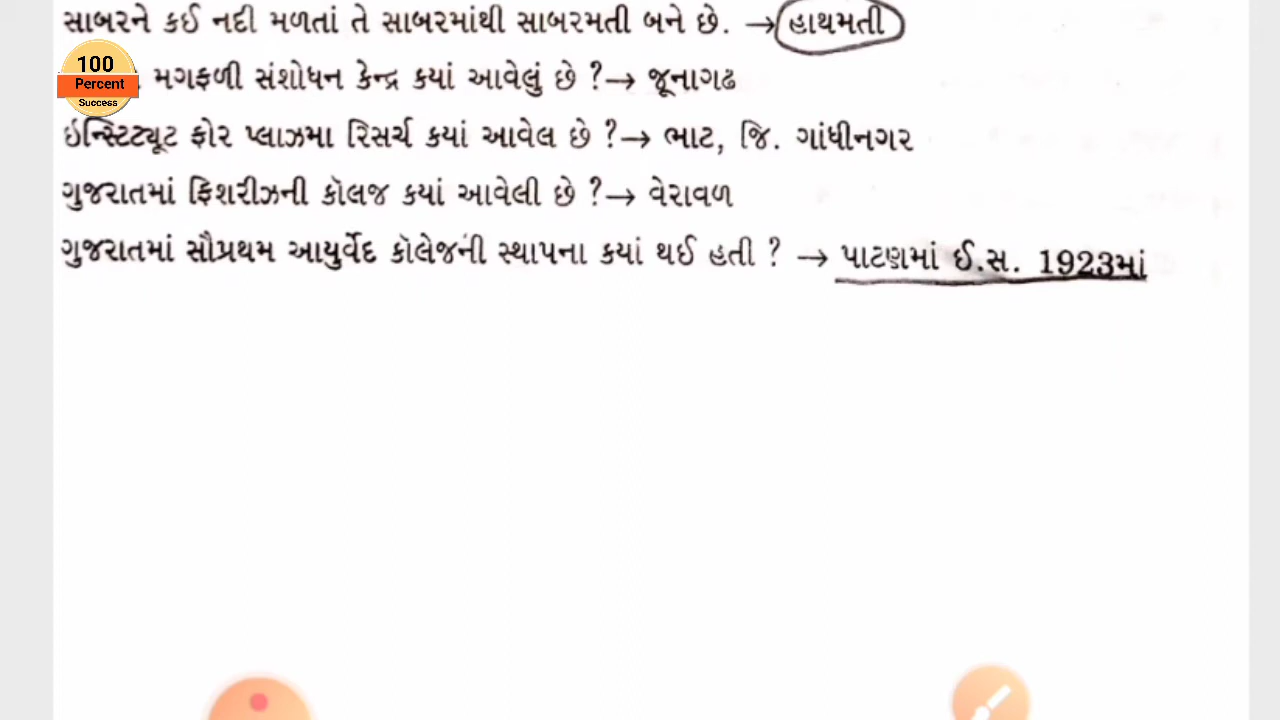 સાબરને કઈ નદી મળતાં તે સાબરમાંથી સાબરમતી બને છે. → હાથમતી
100
Percent
Success
મગફળી સંશોધન કેન્દ્ર કયાં આવેલું છે ?→ જૂનાગઢ
ઇન્સ્ટિટ્યૂટ ફોર પ્લાઝમા રિસર્ચ કયાં આવેલ છે ?→ ભાટ, જિ. ગાંધીનગર
ગુજરાતમાં ફિશરીઝની કૉલજ કયાં આવેલી છે ?→ વેરાવળ
ગુજરાતમાં સૌપ્રથમ આયુર્વેદ કૉલેજની સ્થાપના કયાં થઈ હતી ? → પાટણમાં ઈ.સ. 1923માં